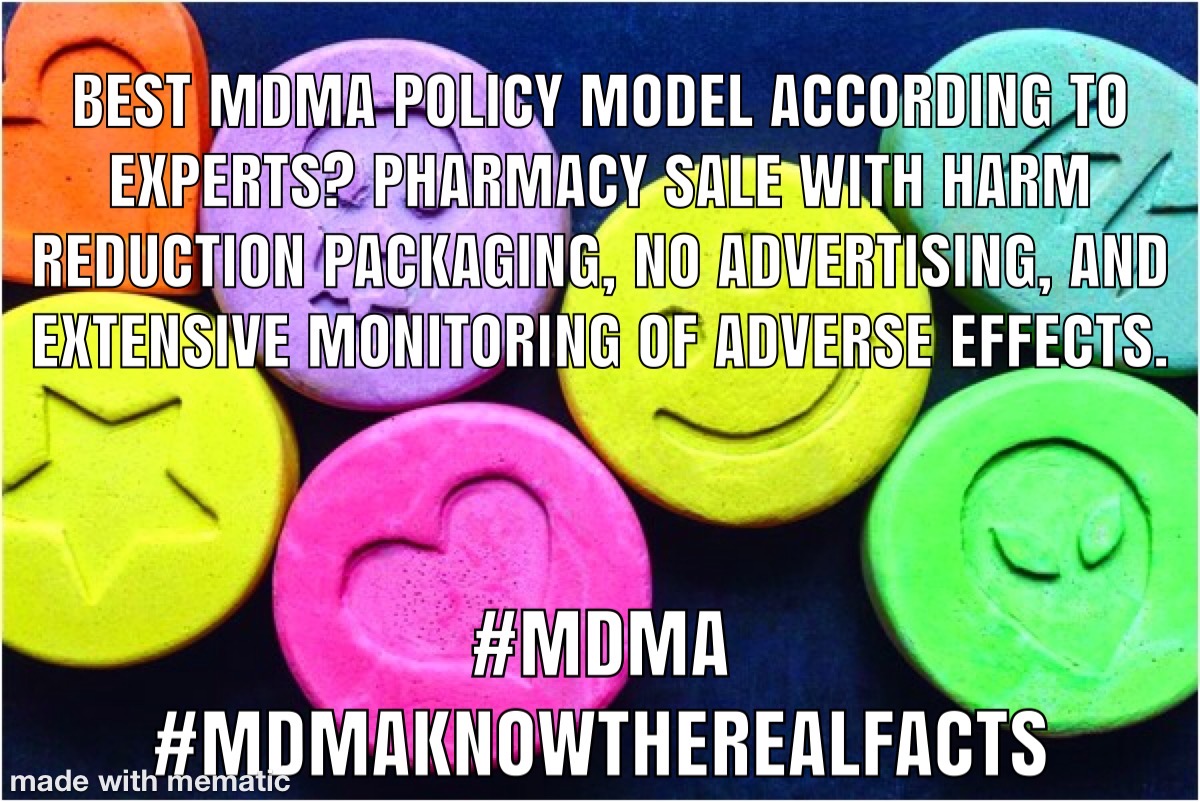 BEST MDMA POLICY MODEL ACCORDING TO
EXPERTS? PHARMACY SALE WITH HARM
REDUCTION PACKAGING, NO ADVERTISING, AND
EXTENSIVE MONITORING OF ADVERSE EFFECTS.
#MDMA
#MDMAKNOWTHEREALFACTS
made with mematic